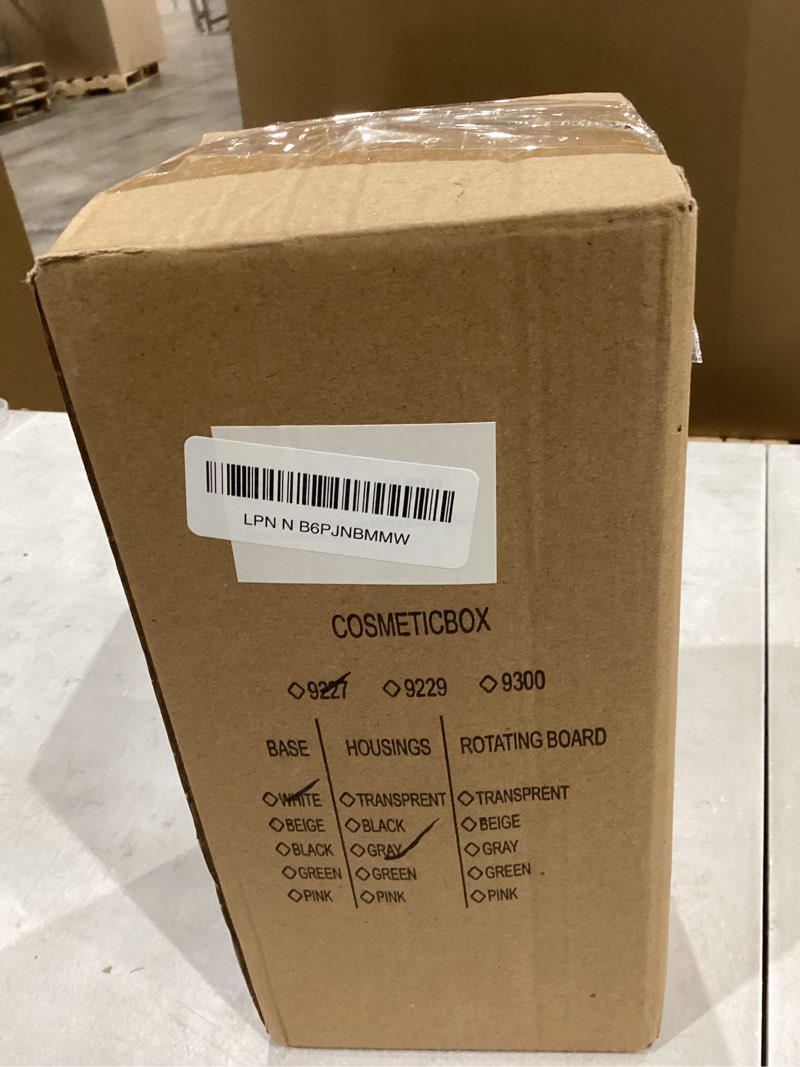 LPN N B6PJNBMMW
COSMETICBOX
◇9227 ◇9229 ◇9300
BASE HOUSINGS ROTATING BOARD
◇WHITE ◇TRANSPRENT ◇TRANSPRENT
◇BEIGE ◇BLACK ◇BEIGE
◇BLACK ◇GRAY ◇GRAY
◇GREEN ◇GREEN ◇GREEN
◇PINK ◇PINK ◇PINK